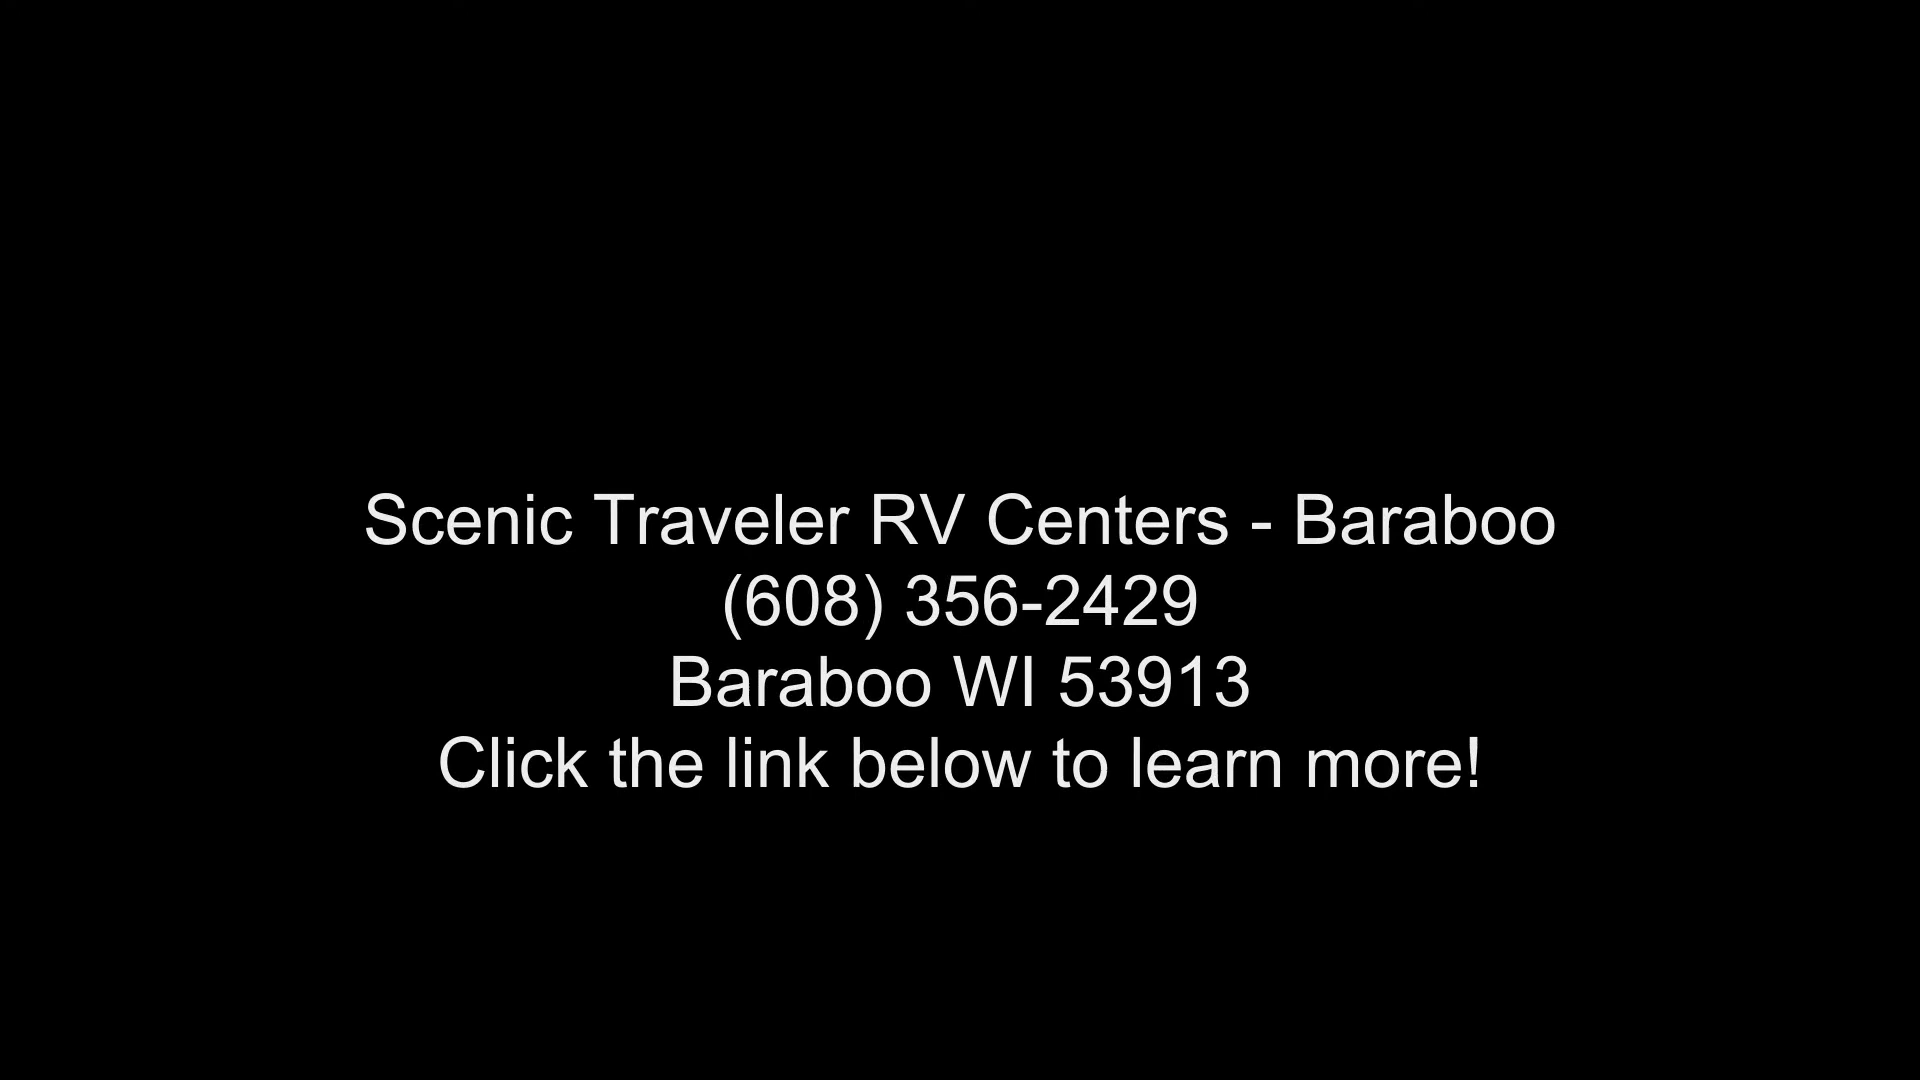 Scenic Traveler RV Centers - Baraboo
(608) 356-2429
Baraboo WI 53913
Click the link below to learn more!